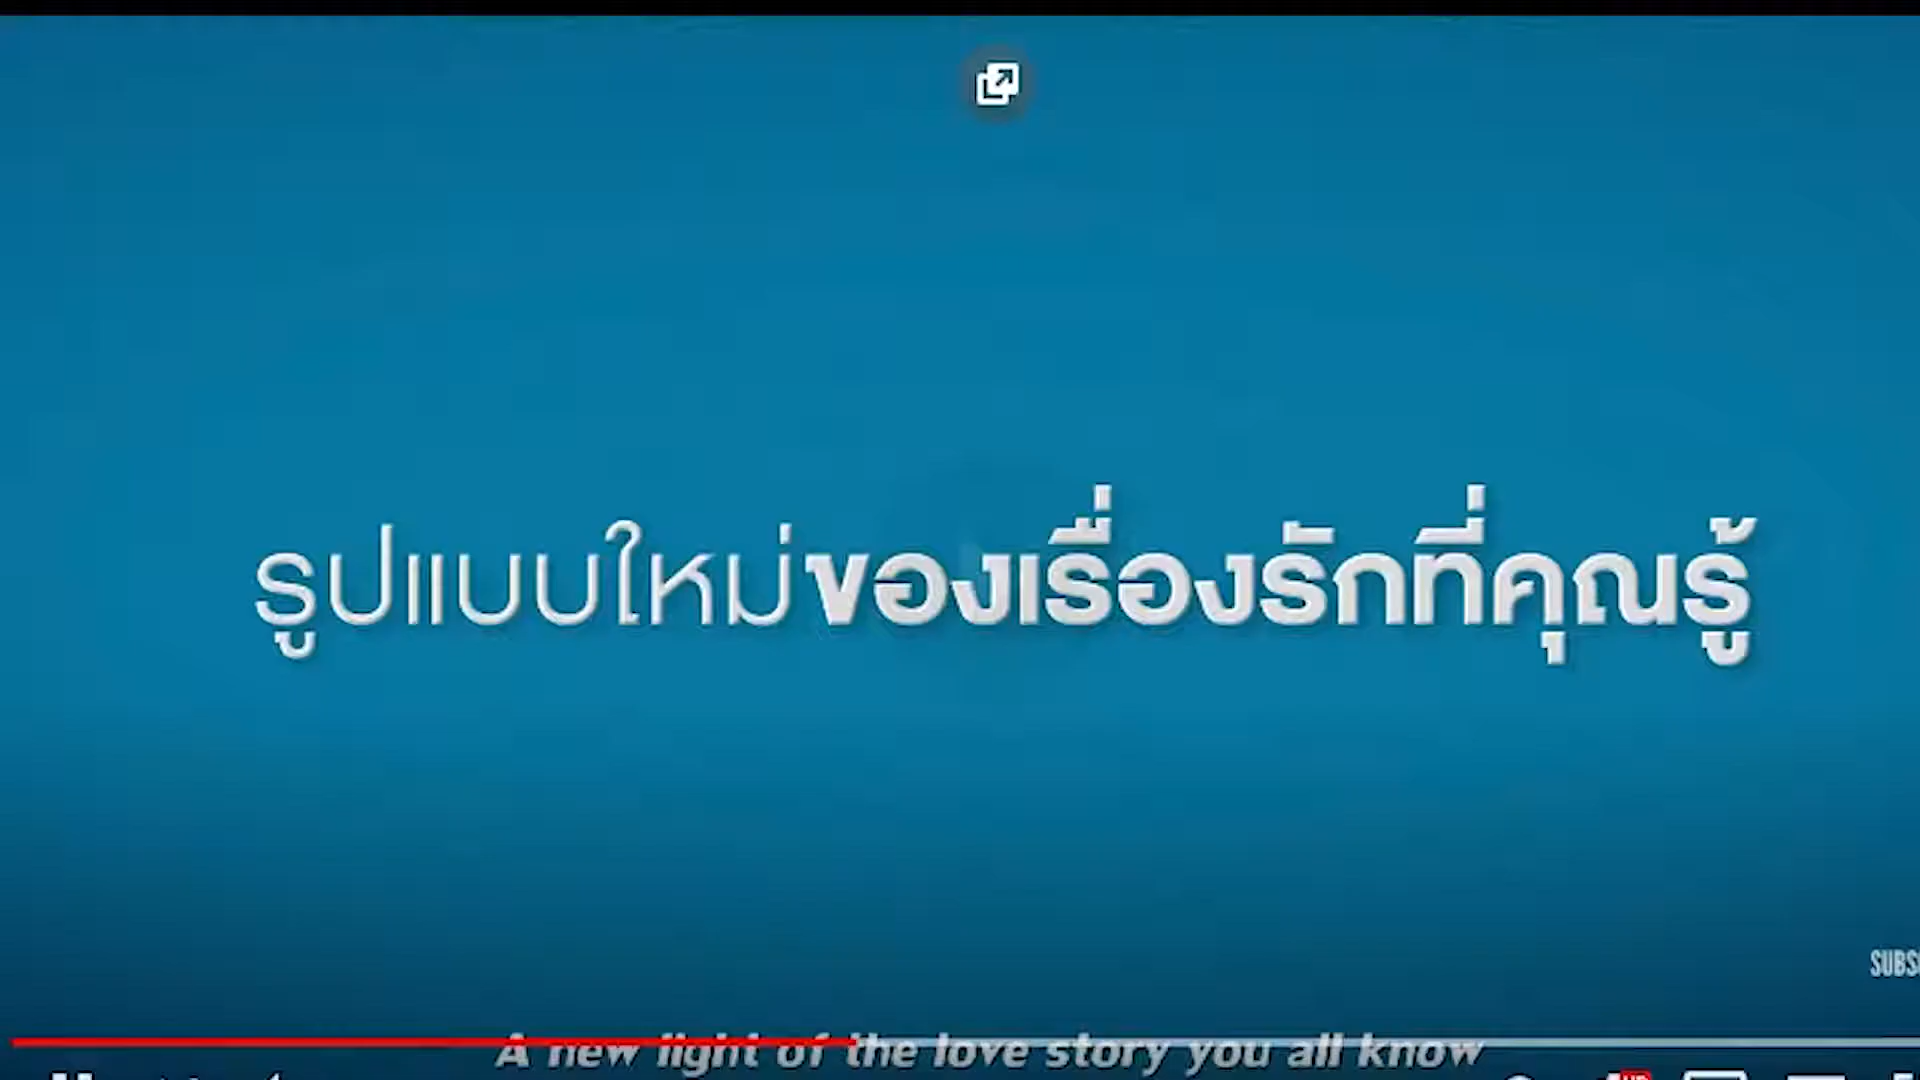 รูปแบบใหม่ของเรื่องรักที่คุณรู้
A new light of the love story you all know